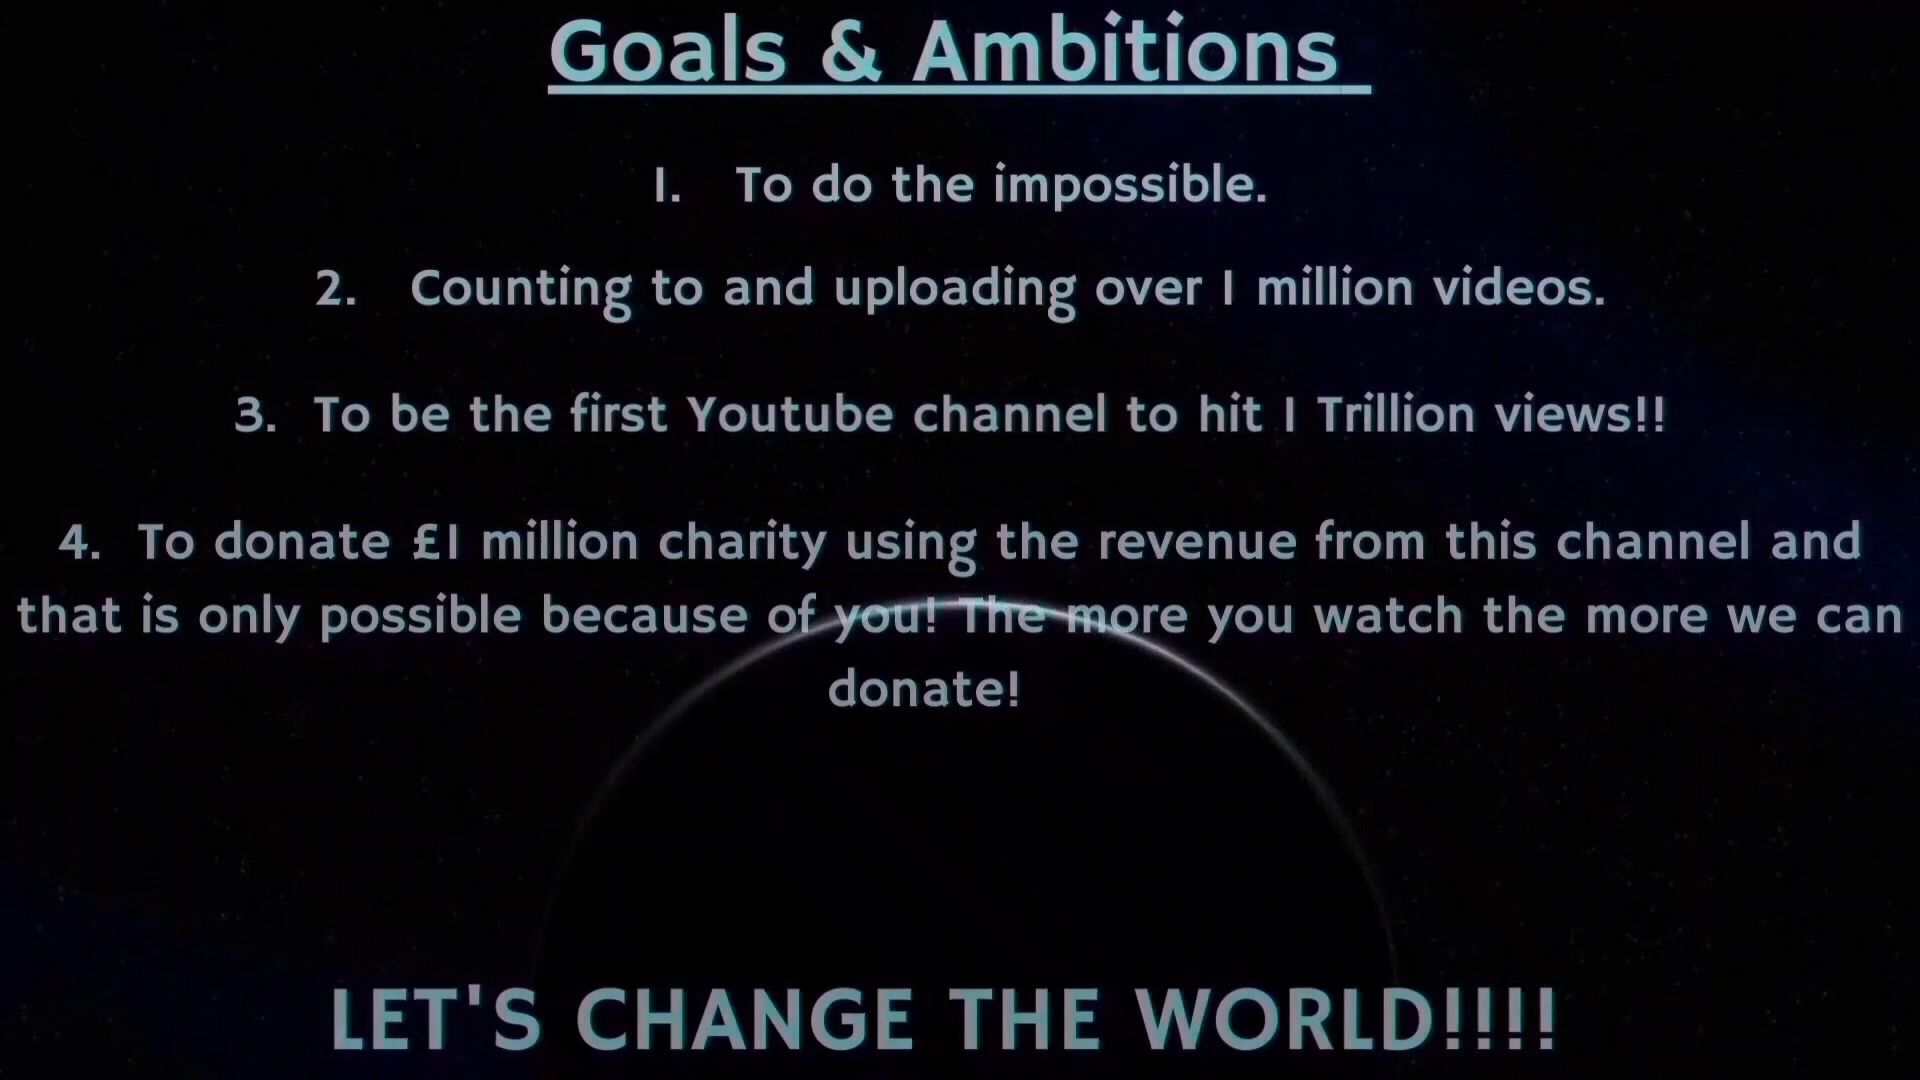 Goals & Ambitions
1. To do the impossible.
2. Counting to and uploading over 1 million videos.
3. To be the first Youtube channel to hit 1 Trillion views!!
4. To donate £1 million charity using the revenue from this channel and
that is only possible because of you! The more you watch the more we can
donate!
LET'S CHANGE THE WORLD!!!!